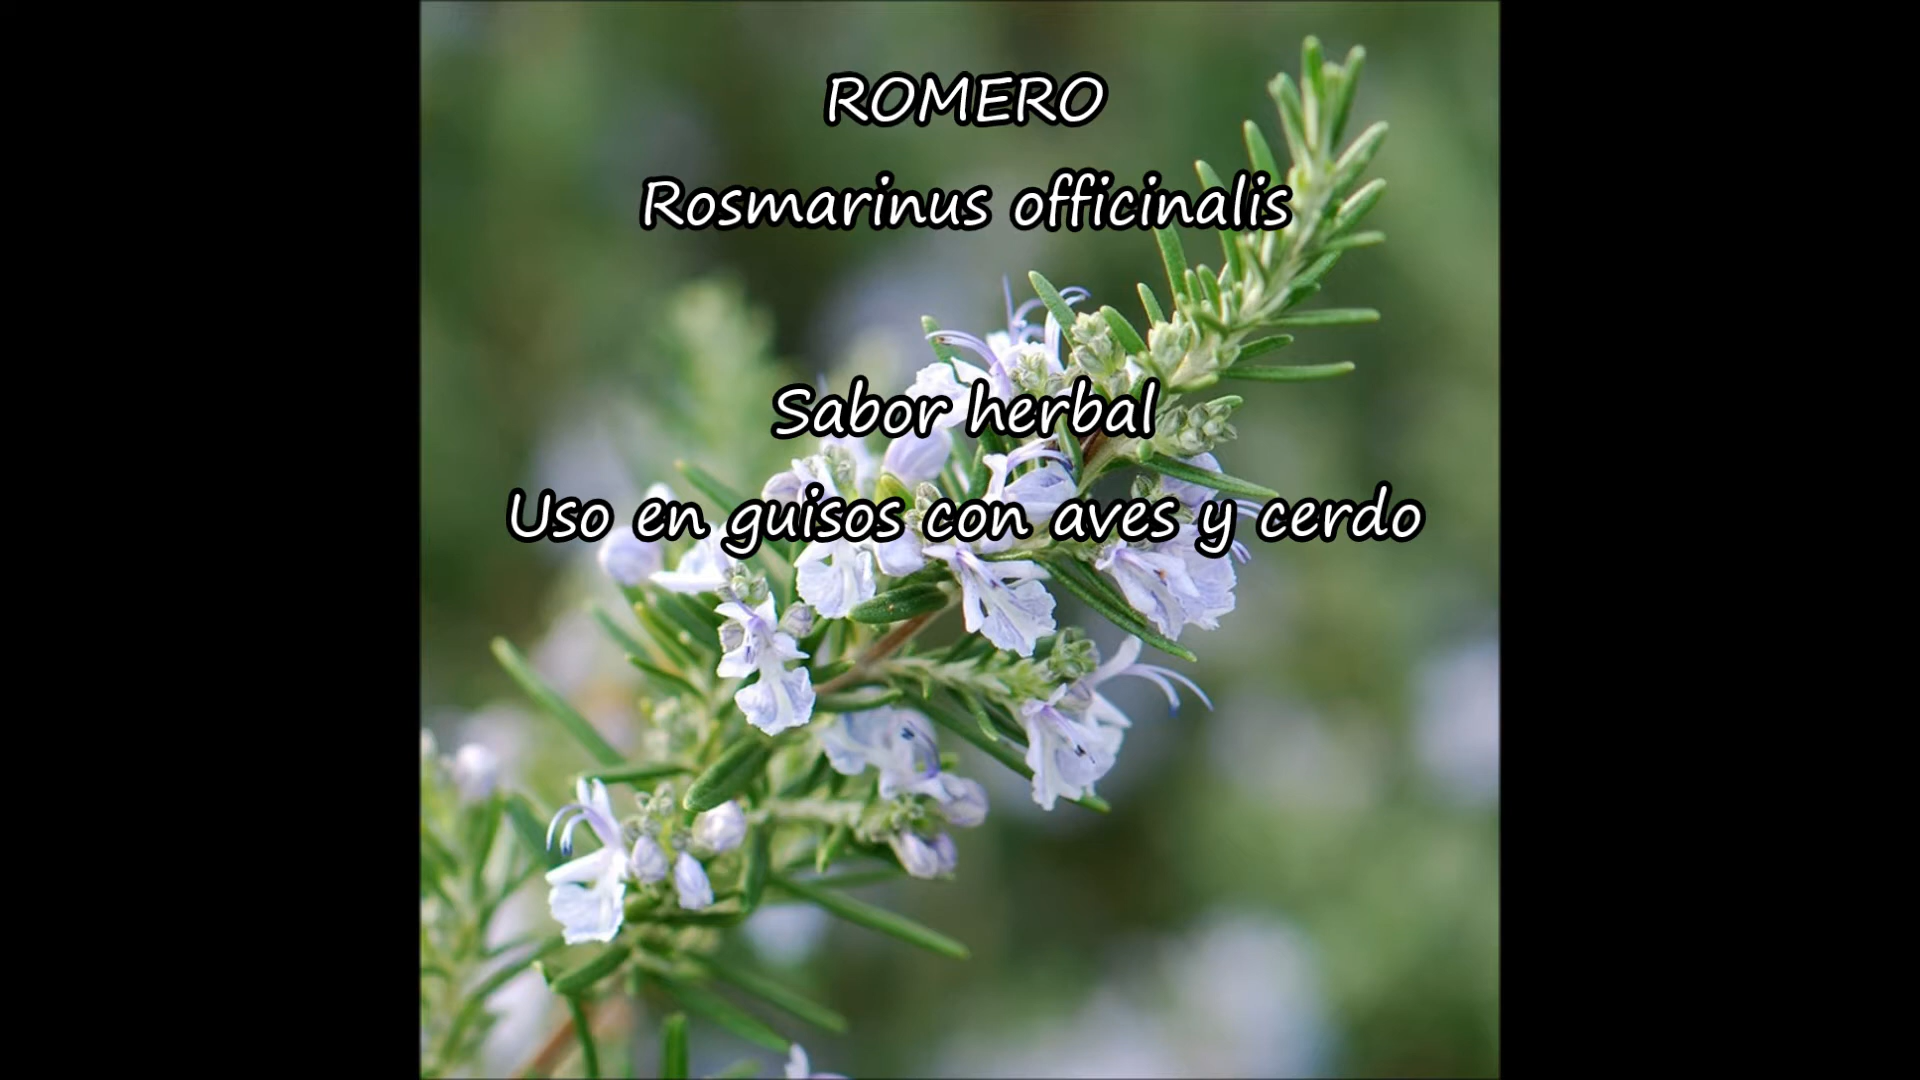 ROMERO
Rosmarinus officinalis
Sabor herbal
Uso en guisos con aves y cerdo